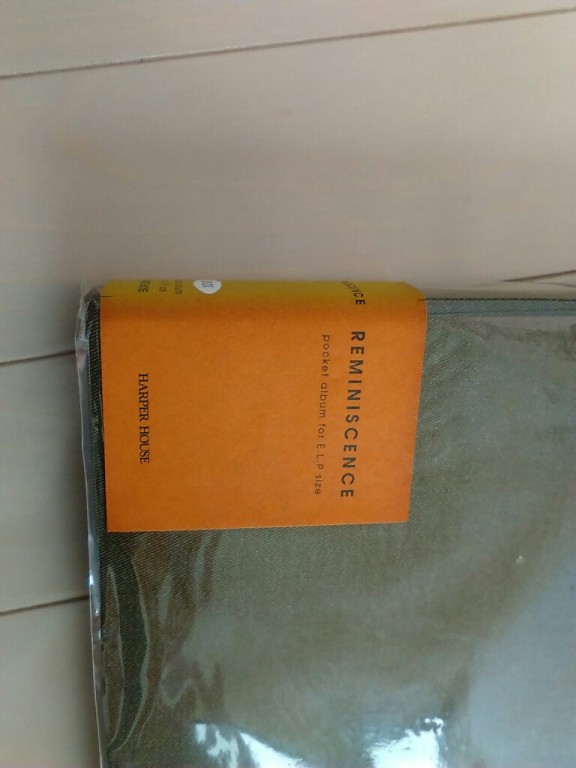 REMINISCENCE
pocket album for E.L.P size
HARPER HOUSE